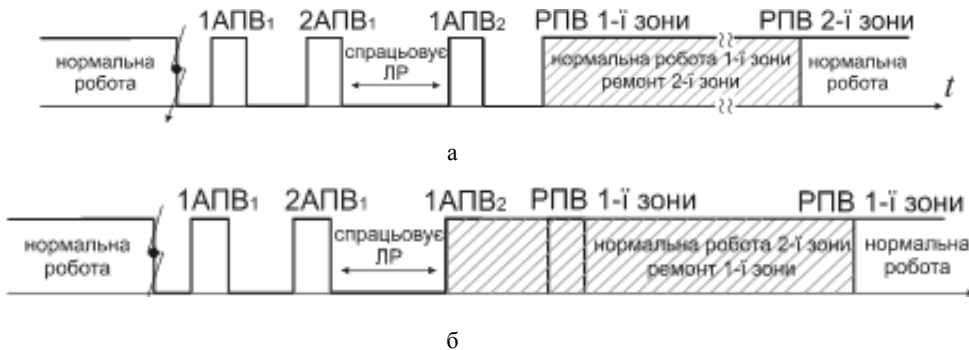 1АПВ₁ 2АПВ₁ 1АПВ₂ РПВ 1-ї зони РПВ 2-ї зони
нормальна робота
спрацьовує ЛР
нормальна робота 1-ї зони
ремонт 2-ї зони
нормальна робота
t
а
1АПВ₁ 2АПВ₁ 1АПВ₂ РПВ 1-ї зони РПВ 1-ї зони
нормальна робота
спрацьовує ЛР
нормальна робота 2-ї зони
ремонт 1-ї зони
нормальна робота
б